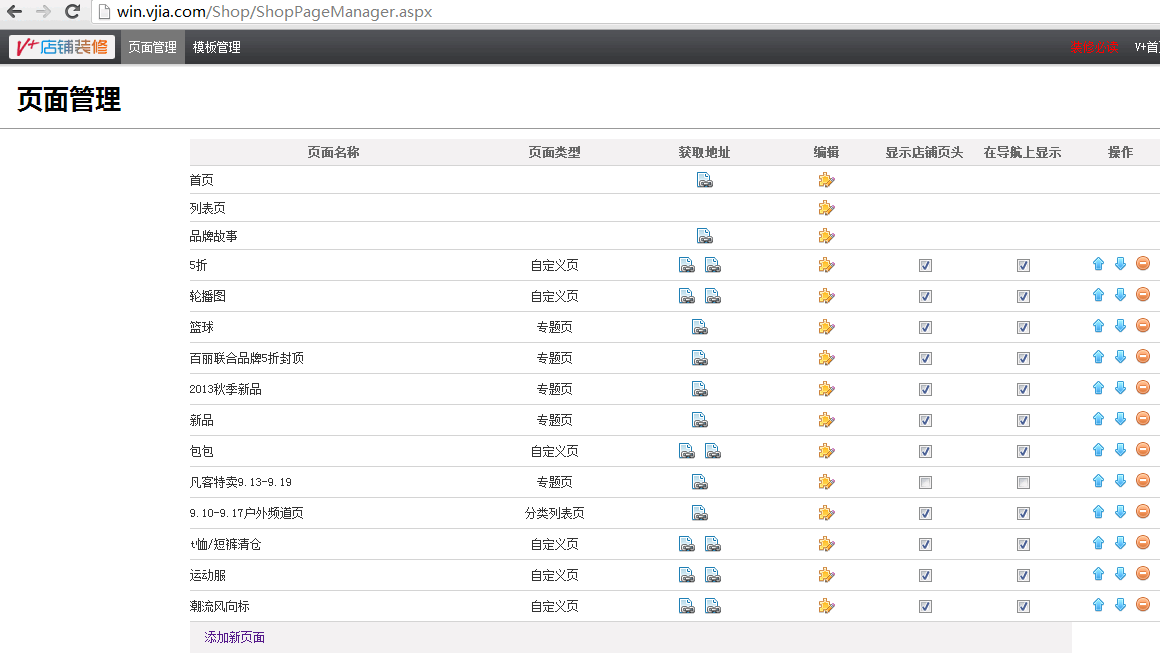 win.vjia.com/Shop/ShopPageManager.aspx
V+店铺装修 页面管理 模板管理 V+首
页面管理
页面名称 页面类型 获取地址 编辑 显示店铺页头 在导航上显示 操作
首页
列表页
品牌故事
5折 自定义页
轮播图 自定义页
篮球 专题页
百丽联合品牌5折封顶 专题页
2013秋季新品 专题页
新品 专题页
包包 自定义页
凡客特卖9.13-9.19 专题页
9.10-9.17户外频道页 分类列表页
t恤/短裤清仓 自定义页
运动服 自定义页
潮流风向标 自定义页
添加新页面